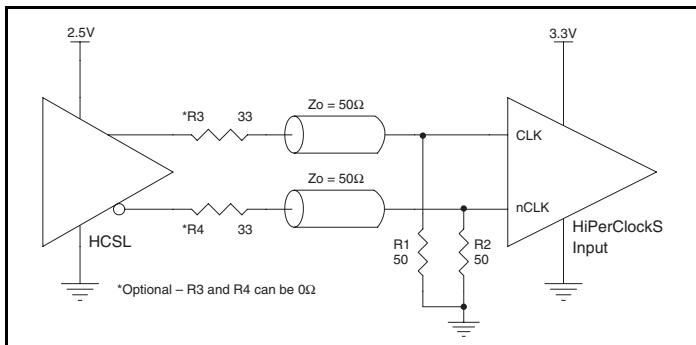 2.5V
3.3V
*R3 33
Zo = 50Ω
CLK
Zo = 50Ω
nCLK
*R4 33
HCSL
HiPerClockS
Input
R1
50
R2
50
*Optional – R3 and R4 can be 0Ω